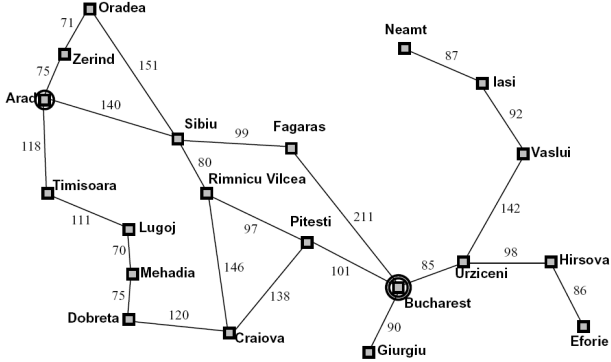 Oradea
71
Neamt
Zerind
87
151
75
Iasi
Arad
140
92
Sibiu
99
Fagaras
118
80
Vaslui
Timisoara
Rimnicu Vilcea
111
211
142
Lugoj
97
Pitesti
70
146
98
Hirsova
Mehadia
101
85
Urziceni
138
86
75
Bucharest
120
Dobreta
90
Craiova
Eforie
Giurgiu